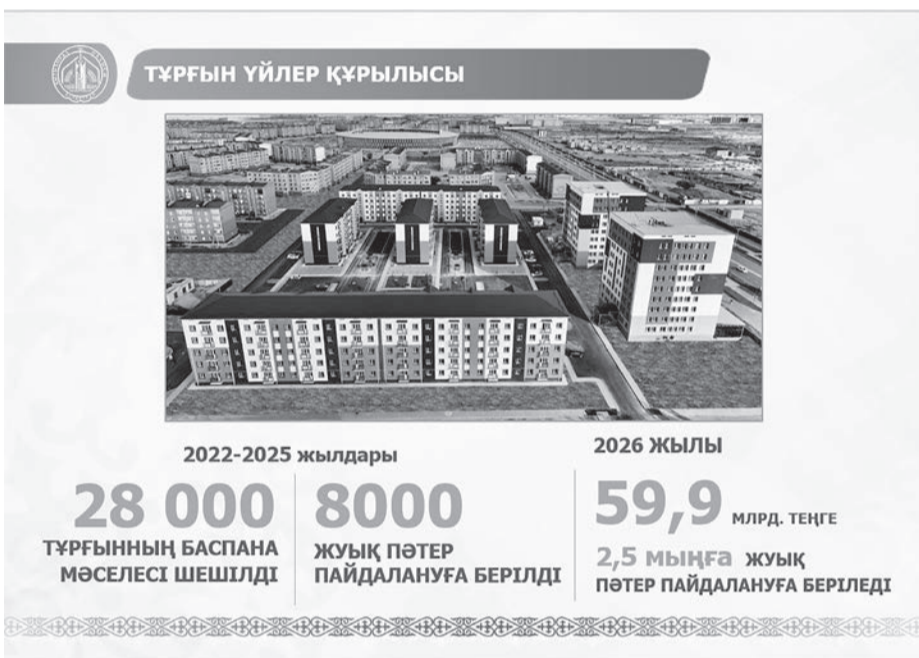 ТҰРҒЫН ҮЙЛЕР ҚҰРЫЛЫСЫ
2022-2025 жылдары
28 000
ТҰРҒЫННЫҢ БАСПАНА
МӘСЕЛЕСІ ШЕШІЛДІ
8000
ЖУЫҚ ПӘТЕР
ПАЙДАЛАНУҒА БЕРІЛДІ
2026 ЖЫЛЫ
59,9 МЛРД. ТЕҢГЕ
2,5 мыңға ЖУЫҚ
ПӘТЕР ПАЙДАЛАНУҒА БЕРІЛЕДІ